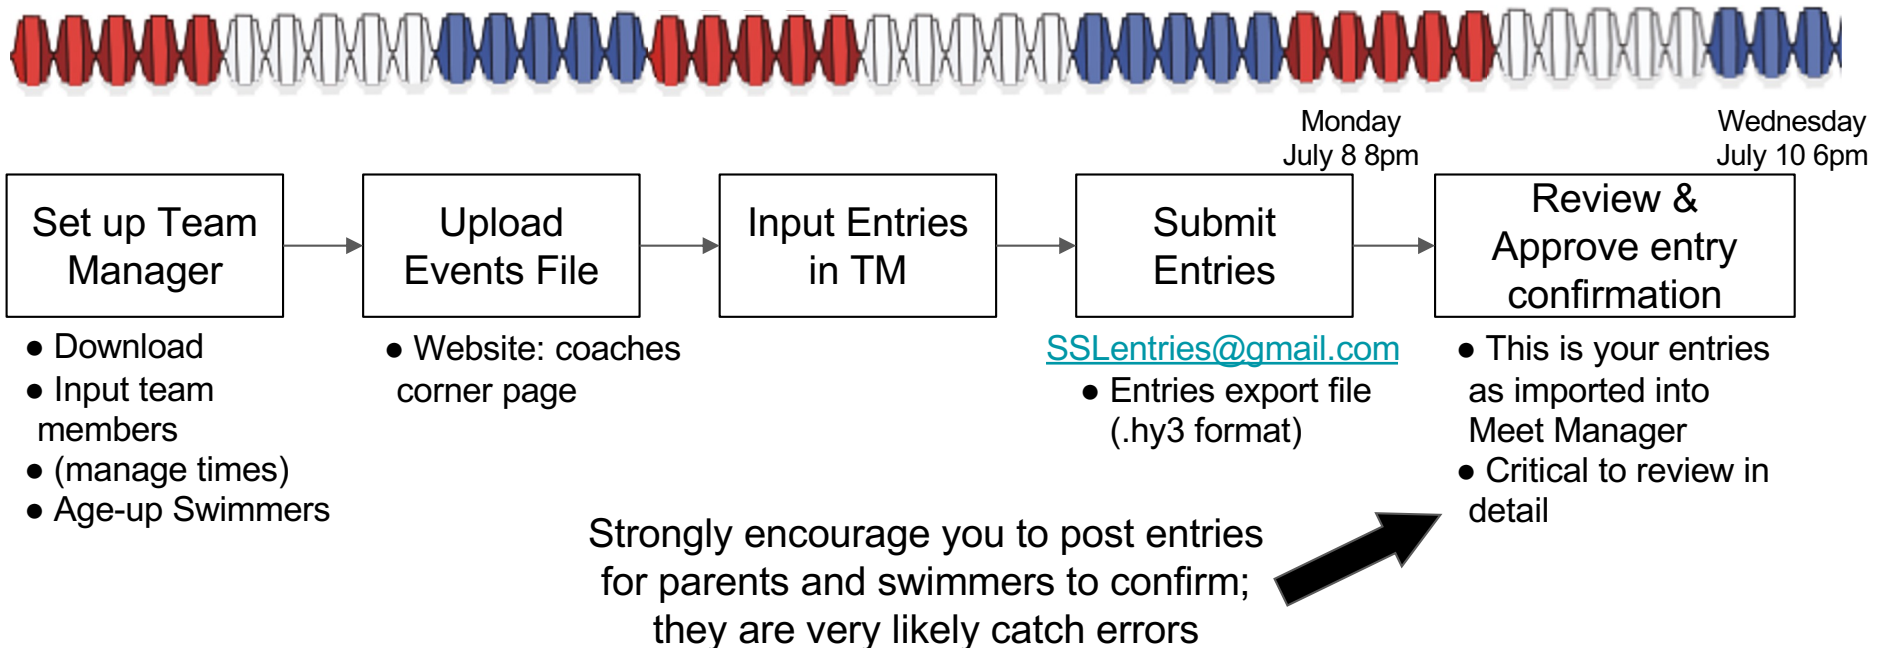 Monday
July 8 8pm
Wednesday
July 10 6pm
Set up Team
Manager
Upload
Events File
Input Entries
in TM
Submit
Entries
Review &
Approve entry
confirmation
● Download
● Input team
members
● (manage times)
● Age-up Swimmers
● Website: coaches
corner page
SSLentries@gmail.com
● Entries export file
(.hy3 format)
● This is your entries
as imported into
Meet Manager
● Critical to review in
detail
Strongly encourage you to post entries
for parents and swimmers to confirm;
they are very likely catch errors